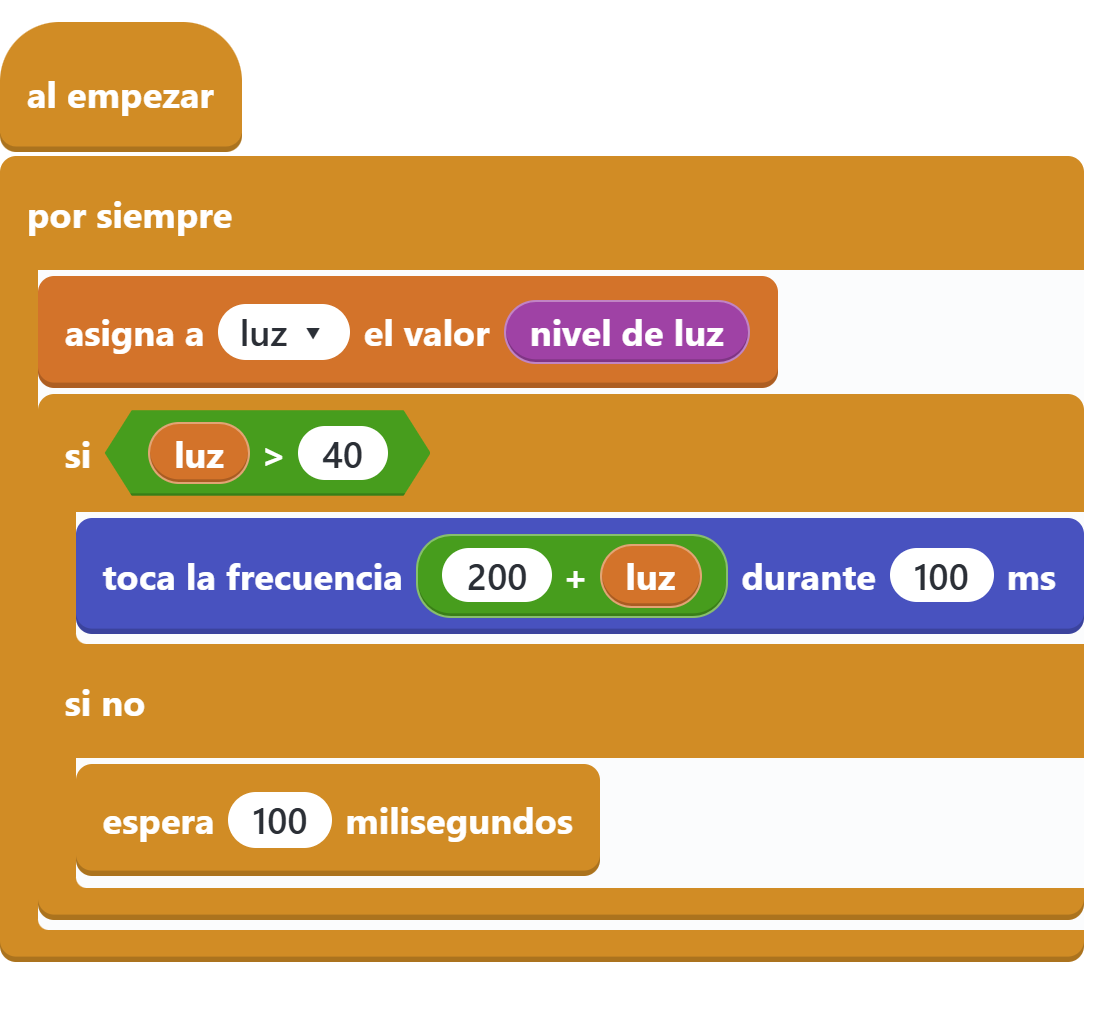 al empezar
por siempre
asigna a luz ▾ el valor nivel de luz
si luz > 40
toca la frecuencia 200 + luz durante 100 ms
si no
espera 100 milisegundos